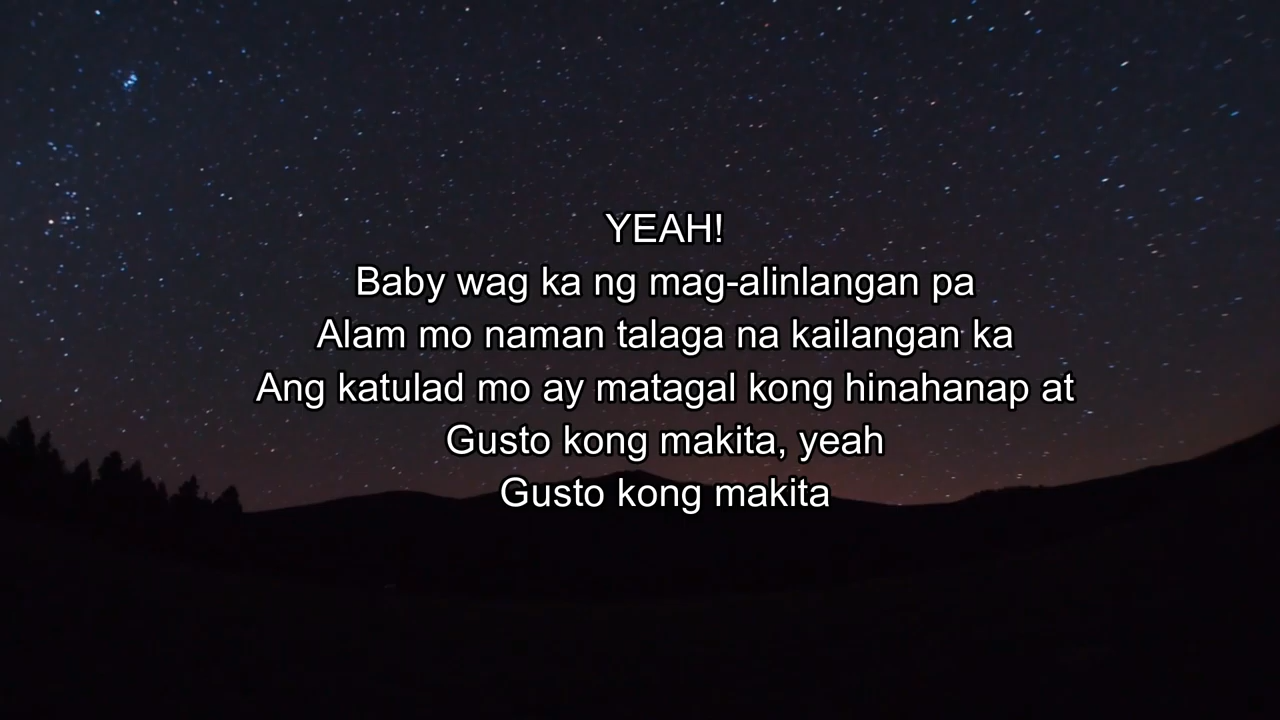 YEAH!
Baby wag ka ng mag-alinlangan pa
Alam mo naman talaga na kailangan ka
Ang katulad mo ay matagal kong hinahanap at
Gusto kong makita, yeah
Gusto kong makita